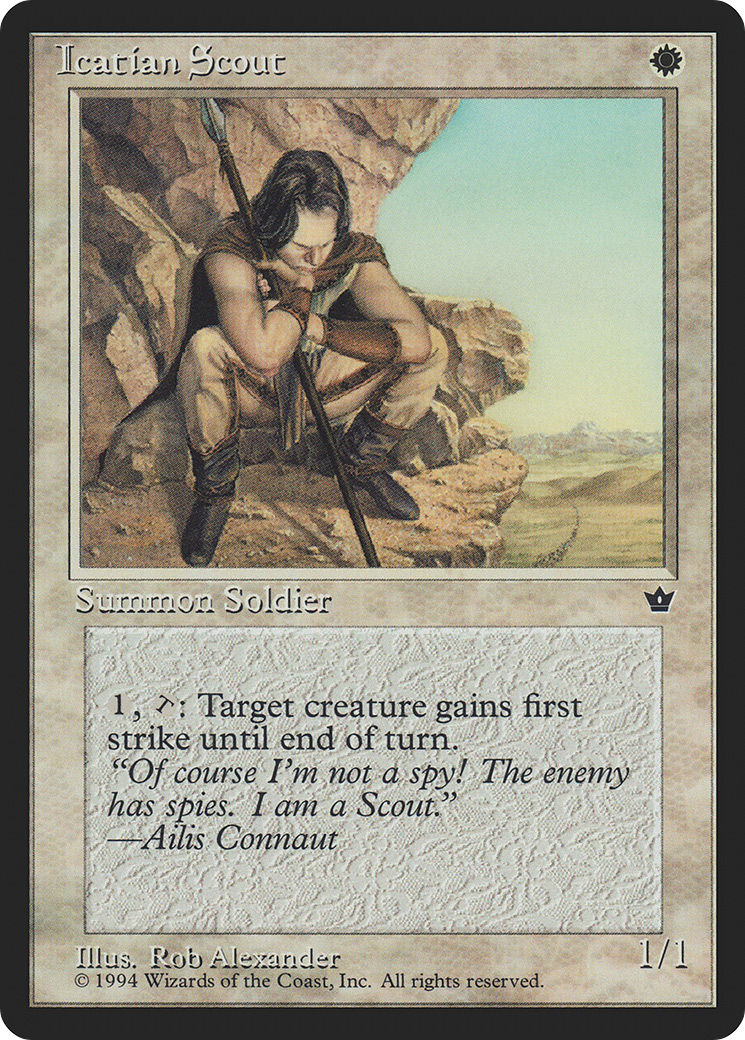 Icatian Scout
Summon Soldier
1, T: Target creature gains first
strike until end of turn.
“Of course I’m not a spy! The enemy
has spies. I am a Scout.”
—Ailis Connaut
Illus. Rob Alexander
1/1
© 1994 Wizards of the Coast, Inc. All rights reserved.